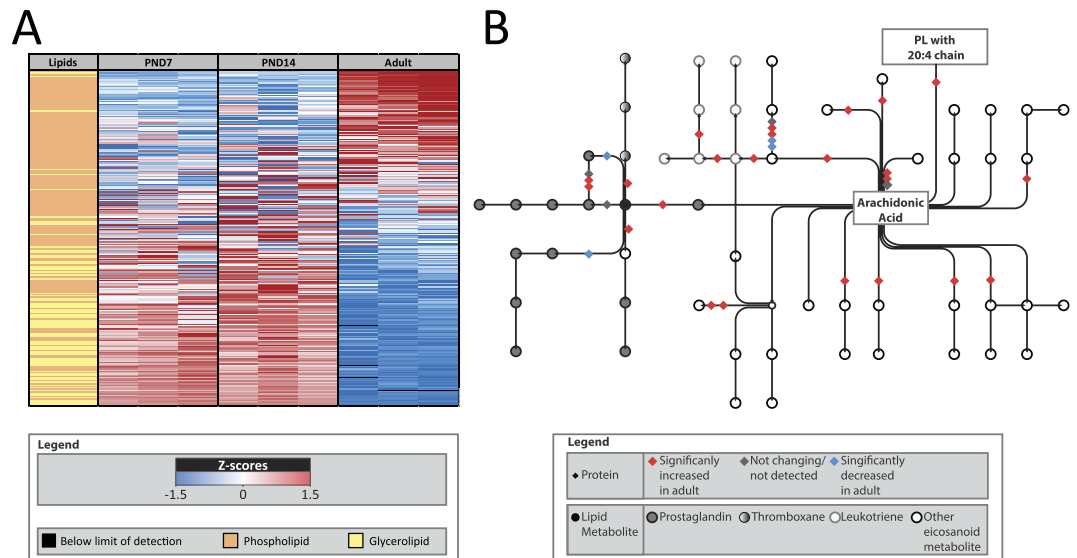 A
Lipids PND7 PND14 Adult
Legend
Z-scores
-1.5 0 1.5
Below limit of detection Phospholipid Glycerolipid
B
PL with
20:4 chain
Arachidonic
Acid
Legend
Protein
Significanly
increased
in adult
Not changing/
not detected
Singificantly
decreased
in adult
Lipid
Metabolite
Prostaglandin Thromboxane Leukotriene Other
eicosanoid
metabolite